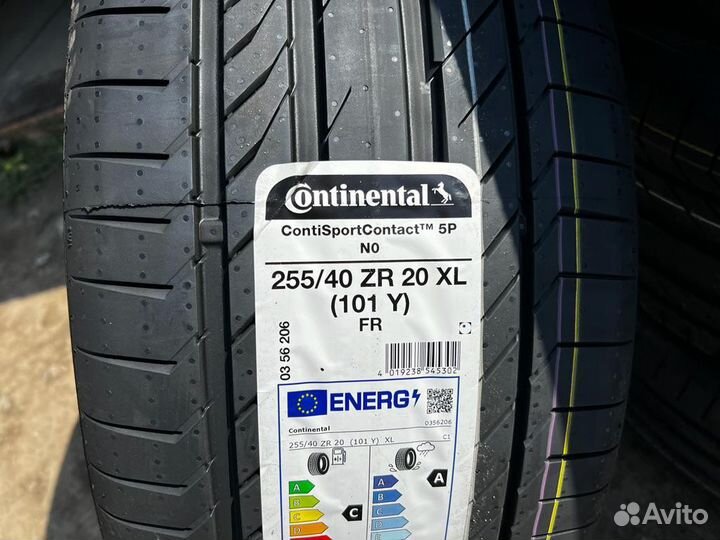 Continental
ContiSportContact™ 5P
N0
255/40 ZR 20 XL
(101 Y)
FR
03 56 206
4 019238 545302
ENERG
Continental
0356206
255/40 ZR 20 (101 Y) XL
C1
A
B
C
D
C
A
B
C
A
Avito